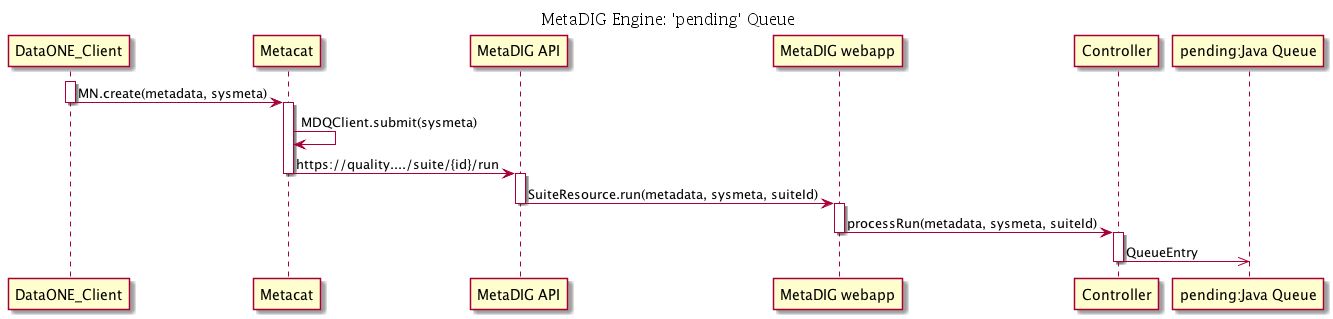 MetaDIG Engine: 'pending' Queue
DataONE_Client
Metacat
MetaDIG API
MetaDIG webapp
Controller
pending:Java Queue
MN.create(metadata, sysmeta)
MDQClient.submit(sysmeta)
https://quality..../suite/{id}/run
SuiteResource.run(metadata, sysmeta, suiteId)
processRun(metadata, sysmeta, suiteId)
QueueEntry
DataONE_Client
Metacat
MetaDIG API
MetaDIG webapp
Controller
pending:Java Queue